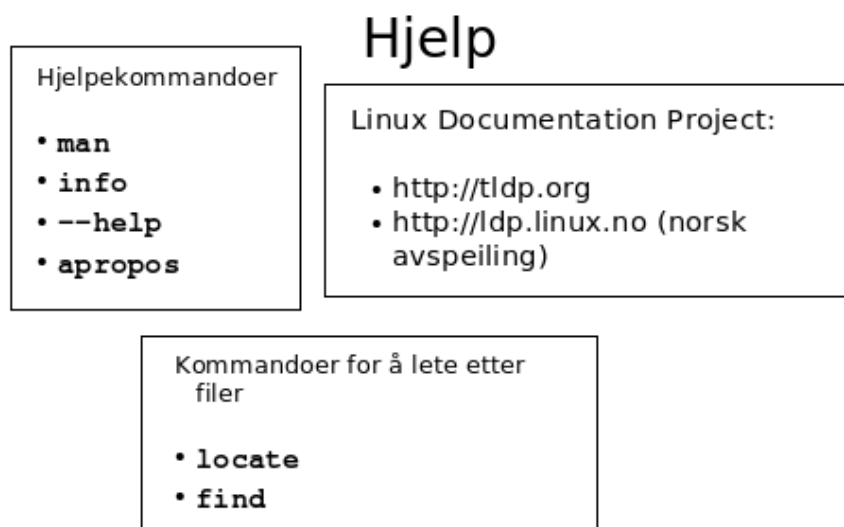 Hjelp
Hjelpekommandoer
• man
• info
• --help
• apropos
Linux Documentation Project:
• http://tldp.org
• http://ldp.linux.no (norsk
avspeiling)
Kommandoer for å lete etter
filer
• locate
• find